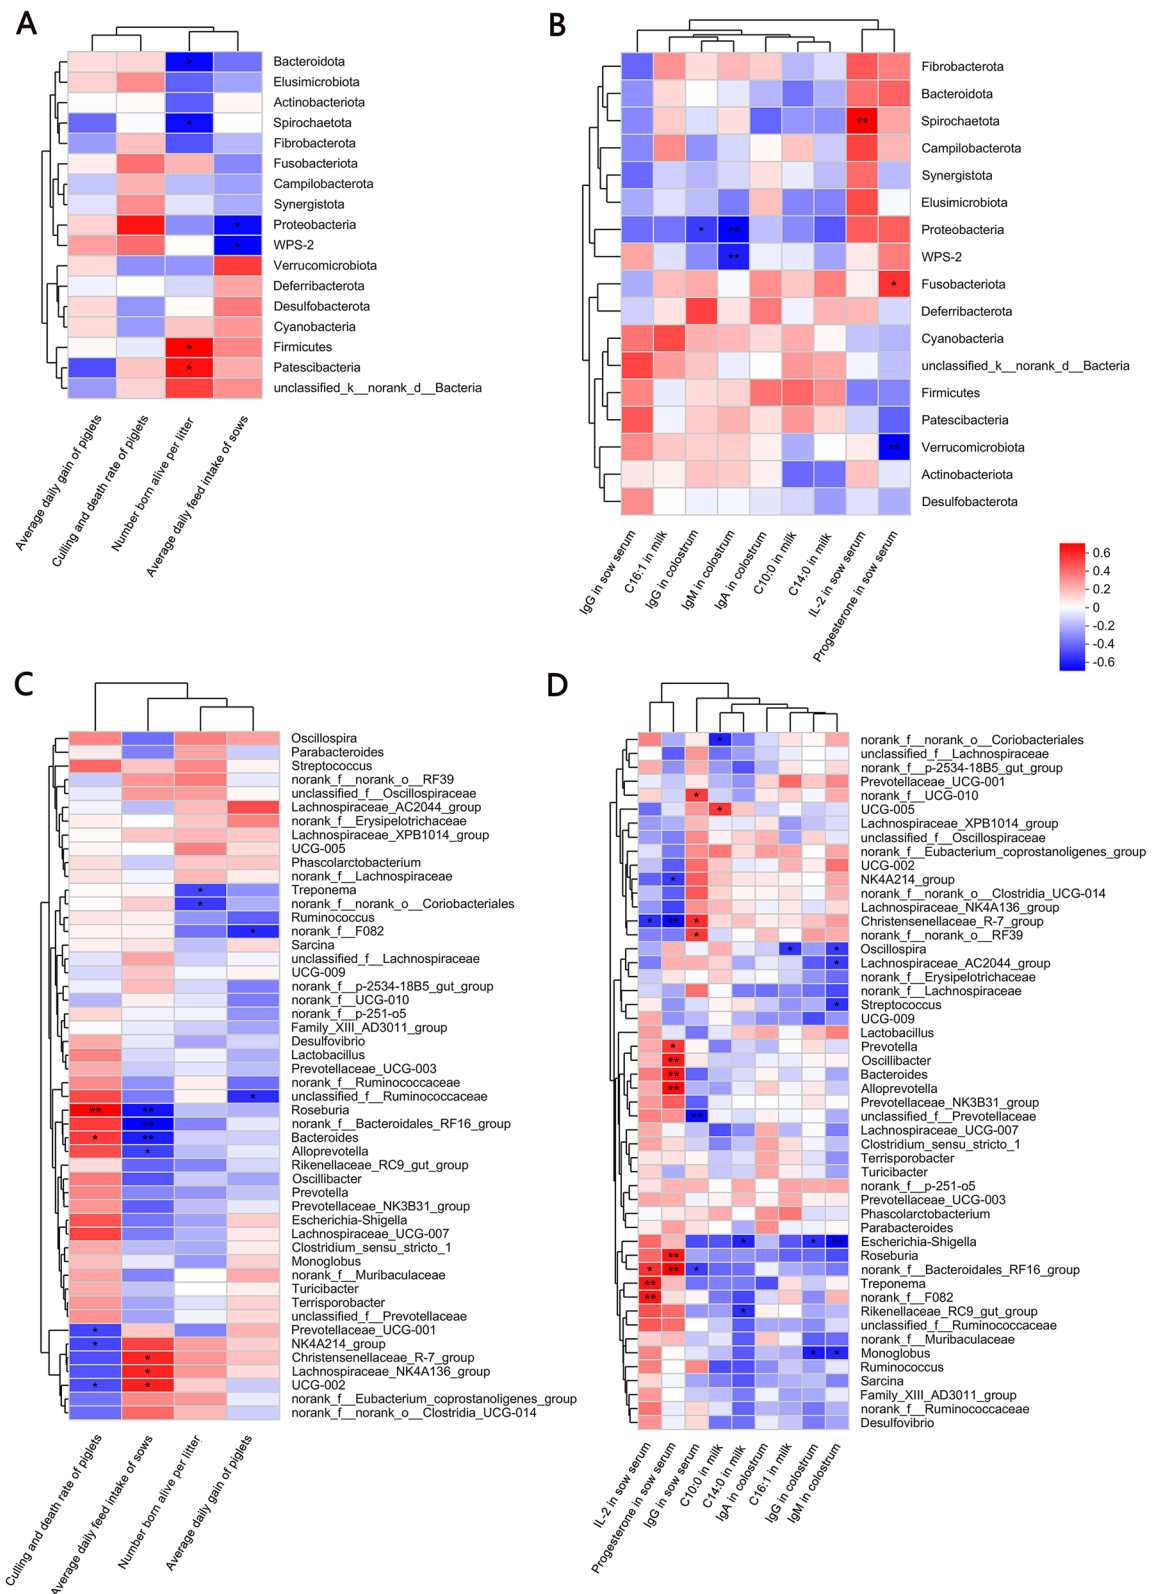 A
Bacteroidota
Elusimicrobiota
Actinobacteriota
Spirochaetota
Fibrobacterota
Fusobacteriota
Campilobacterota
Synergistota
Proteobacteria
WPS-2
Verrucomicrobiota
Deferribacterota
Desulfobacterota
Cyanobacteria
Firmicutes
Patescibacteria
unclassified_k__norank_d__Bacteria
Average daily gain of piglets
Culling and death rate of piglets
Number born alive per litter
Average daily feed intake of sows
B
Fibrobacterota
Bacteroidota
Spirochaetota
Campilobacterota
Synergistota
Elusimicrobiota
Proteobacteria
WPS-2
Fusobacteriota
Deferribacterota
Cyanobacteria
unclassified_k__norank_d__Bacteria
Firmicutes
Patescibacteria
Verrucomicrobiota
Actinobacteriota
Desulfobacterota
IgG in sow serum
C16:1 in milk
IgG in colostrum
IgM in colostrum
IgA in colostrum
C10:0 in milk
C14:0 in milk
IL-2 in sow serum
Progesterone in sow serum
0.6
0.4
0.2
0
-0.2
-0.4
-0.6
C
Oscillospira
Parabacteroides
Streptococcus
norank_f__norank_o__RF39
unclassified_f__Oscillospiraceae
Lachnospiraceae_AC2044_group
norank_f__Erysipelotrichaceae
Lachnospiraceae_XPB1014_group
UCG-005
Phascolarctobacterium
norank_f__Lachnospiraceae
Treponema
norank_f__norank_o__Coriobacteriales
Ruminococcus
norank_f__F082
Sarcina
unclassified_f__Lachnospiraceae
UCG-009
norank_f__p-2534-18B5_gut_group
norank_f__UCG-010
norank_f__p-251-o5
Family_XIII_AD3011_group
Desulfovibrio
Lactobacillus
Prevotellaceae_UCG-003
norank_f__Ruminococcaceae
unclassified_f__Ruminococcaceae
Roseburia
norank_f__Bacteroidales_RF16_group
Bacteroides
Alloprevotella
Rikenellaceae_RC9_gut_group
Oscillibacter
Prevotella
Prevotellaceae_NK3B31_group
Escherichia-Shigella
Lachnospiraceae_UCG-007
Clostridium_sensu_stricto_1
Monoglobus
norank_f__Muribaculaceae
Turicibacter
Terrisporobacter
unclassified_f__Prevotellaceae
Prevotellaceae_UCG-001
NK4A214_group
Christensenellaceae_R-7_group
Lachnospiraceae_NK4A136_group
UCG-002
norank_f__Eubacterium_coprostanoligenes_group
norank_f__norank_o__Clostridia_UCG-014
Culling and death rate of piglets
Average daily feed intake of sows
Number born alive per litter
Average daily gain of piglets
D
norank_f__norank_o__Coriobacteriales
unclassified_f__Lachnospiraceae
norank_f__p-2534-18B5_gut_group
Prevotellaceae_UCG-001
norank_f__UCG-010
UCG-005
Lachnospiraceae_XPB1014_group
unclassified_f__Oscillospiraceae
norank_f__Eubacterium_coprostanoligenes_group
UCG-002
NK4A214_group
norank_f__norank_o__Clostridia_UCG-014
Lachnospiraceae_NK4A136_group
Christensenellaceae_R-7_group
norank_f__norank_o__RF39
Oscillospira
Lachnospiraceae_AC2044_group
norank_f__Erysipelotrichaceae
norank_f__Lachnospiraceae
Streptococcus
UCG-009
Lactobacillus
Prevotella
Oscillibacter
Bacteroides
Alloprevotella
Prevotellaceae_NK3B31_group
unclassified_f__Prevotellaceae
Lachnospiraceae_UCG-007
Clostridium_sensu_stricto_1
Terrisporobacter
Turicibacter
norank_f__p-251-o5
Prevotellaceae_UCG-003
Phascolarctobacterium
Parabacteroides
Escherichia-Shigella
Roseburia
norank_f__Bacteroidales_RF16_group
Treponema
norank_f__F082
Rikenellaceae_RC9_gut_group
unclassified_f__Ruminococcaceae
norank_f__Muribaculaceae
Monoglobus
Ruminococcus
Sarcina
Family_XIII_AD3011_group
norank_f__Ruminococcaceae
Desulfovibrio
IL-2 in sow serum
Progesterone in sow serum
IgG in sow serum
C10:0 in milk
C14:0 in milk
IgA in colostrum
C16:1 in milk
IgG in colostrum
IgM in colostrum